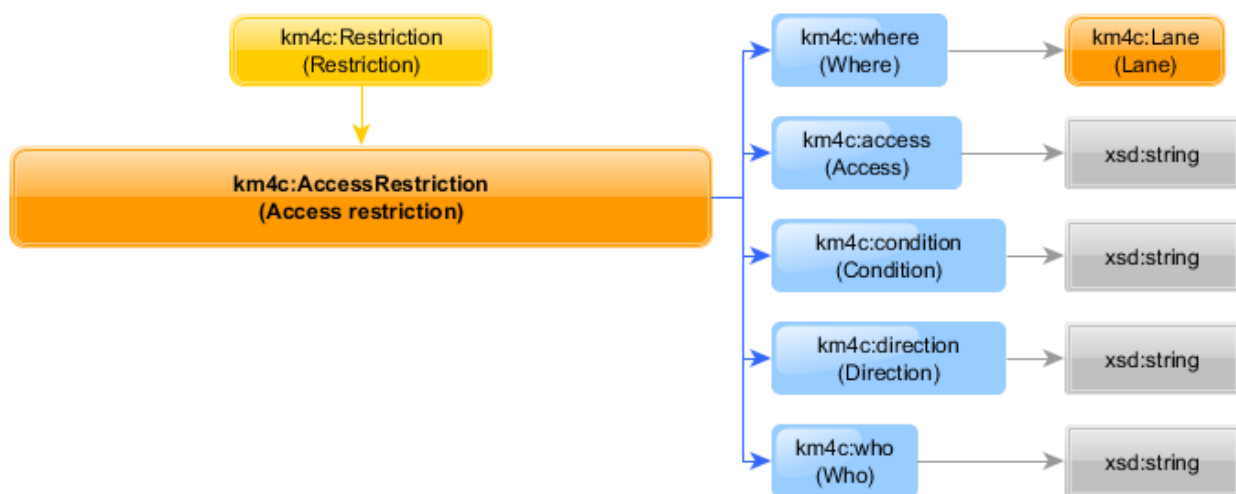 km4c:Restriction
(Restriction)
km4c:AccessRestriction
(Access restriction)
km4c:where
(Where)
km4c:Lane
(Lane)
km4c:access
(Access)
xsd:string
km4c:condition
(Condition)
xsd:string
km4c:direction
(Direction)
xsd:string
km4c:who
(Who)
xsd:string